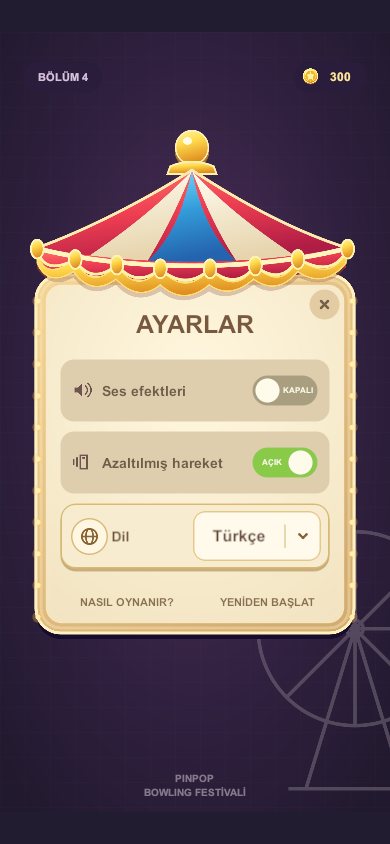 BÖLÜM 4
300
AYARLAR
Ses efektleri
KAPALI
Azaltılmış hareket
AÇIK
Dil
Türkçe
NASIL OYNANIR?
YENİDEN BAŞLAT
PINPOP
BOWLING FESTİVALİ